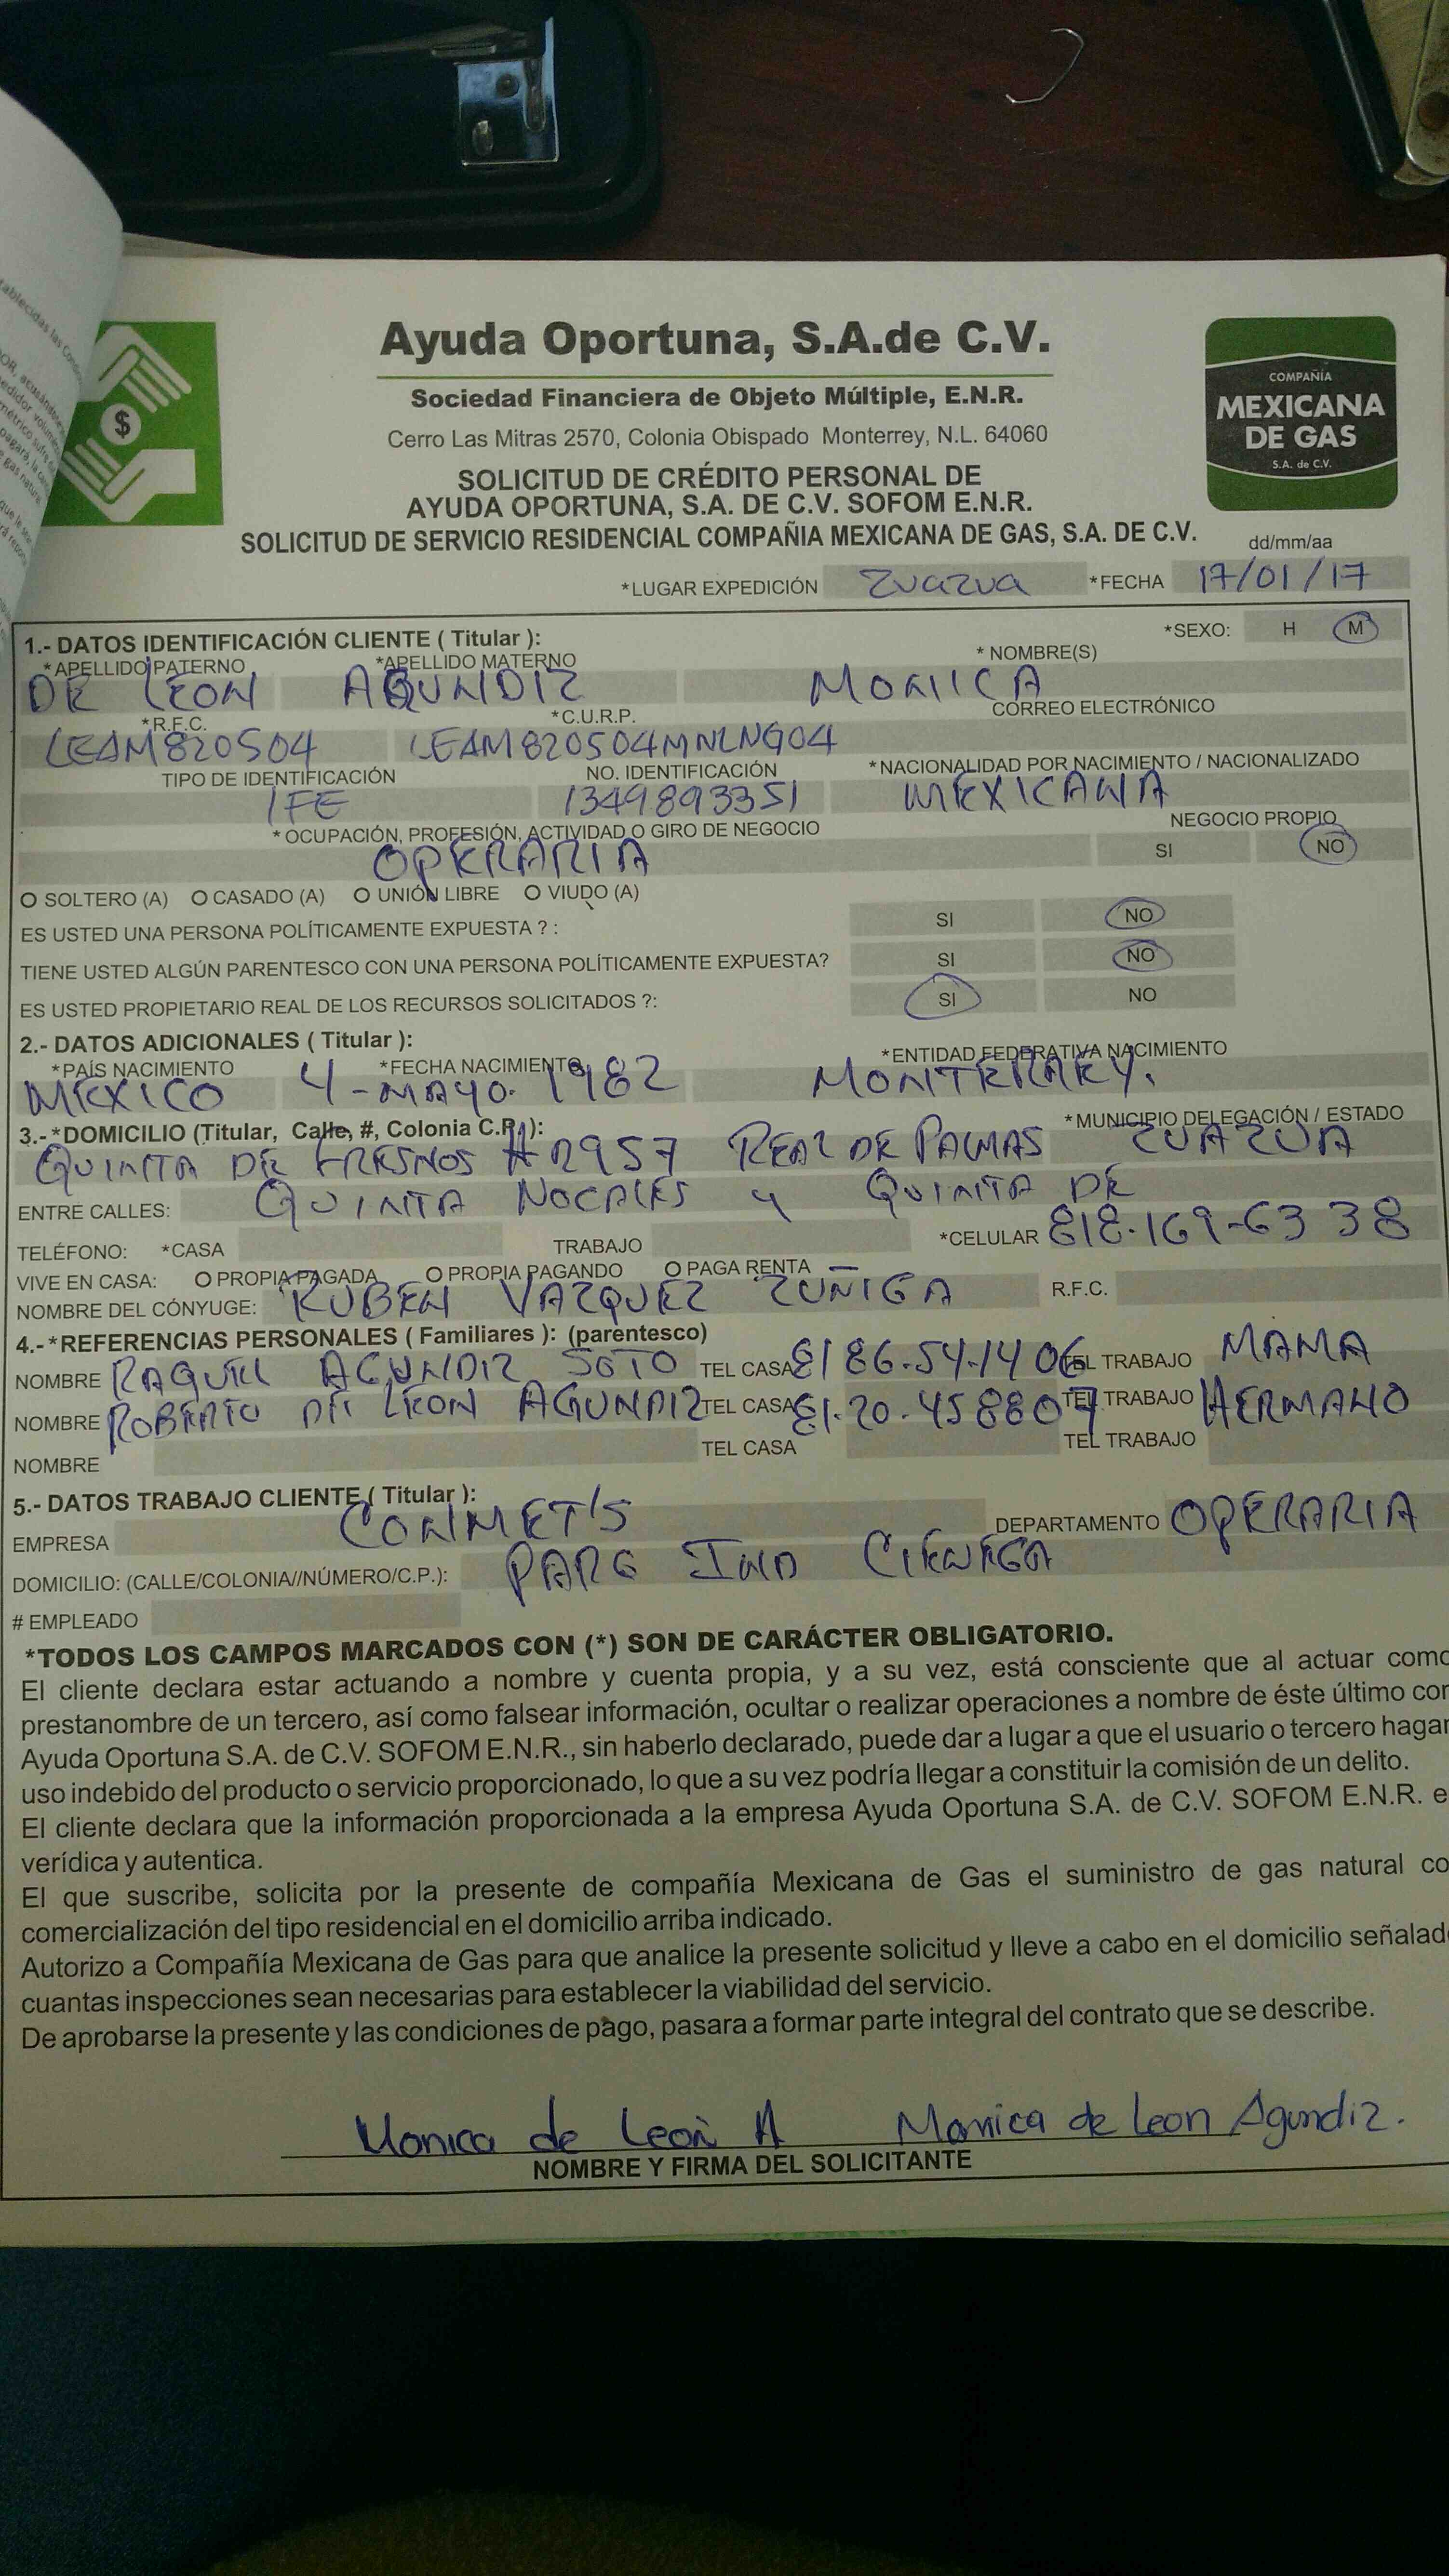 Ayuda Oportuna, S.A.de C.V.
Sociedad Financiera de Objeto Múltiple, E.N.R.
Cerro Las Mitras 2570, Colonia Obispado Monterrey, N.L. 64060
SOLICITUD DE CRÉDITO PERSONAL DE
AYUDA OPORTUNA, S.A. DE C.V. SOFOM E.N.R.
SOLICITUD DE SERVICIO RESIDENCIAL COMPAÑIA MEXICANA DE GAS, S.A. DE C.V.
COMPAÑÍA
MEXICANA
DE GAS
S.A. de C.V.
$
dd/mm/aa
*LUGAR EXPEDICIÓN Zuazua *FECHA 17/01/17
1.- DATOS IDENTIFICACIÓN CLIENTE ( Titular ): *SEXO: H M
*APELLIDO PATERNO *APELLIDO MATERNO * NOMBRE(S)
DE LEON AGUNDIZ MONICA
*R.F.C. *C.U.R.P. CORREO ELECTRÓNICO
LEAM820504 LEAM820504MNLNG04
TIPO DE IDENTIFICACIÓN NO. IDENTIFICACIÓN *NACIONALIDAD POR NACIMIENTO / NACIONALIZADO
IFE 1349893351 MEXICANA
* OCUPACIÓN, PROFESIÓN, ACTIVIDAD O GIRO DE NEGOCIO NEGOCIO PROPIO
OPERARIA SI NO
O SOLTERO (A) O CASADO (A) O UNIÓN LIBRE O VIUDO (A)
ES USTED UNA PERSONA POLÍTICAMENTE EXPUESTA ? : SI NO
TIENE USTED ALGÚN PARENTESCO CON UNA PERSONA POLÍTICAMENTE EXPUESTA? SI NO
ES USTED PROPIETARIO REAL DE LOS RECURSOS SOLICITADOS ?: SI NO
2.- DATOS ADICIONALES ( Titular ):
*PAÍS NACIMIENTO *FECHA NACIMIENTO *ENTIDAD FEDERATIVA NACIMIENTO
MEXICO 4-MAYO. 1982 MONTERREY.
3.-*DOMICILIO (Titular, Calle, #, Colonia C.P.): *MUNICIPIO DELEGACIÓN / ESTADO
QUINTA DE FRESNOS #2957 REAL DE PALMAS ZUAZUA
ENTRE CALLES: QUINTA NOGALES y QUINTA DE
TELÉFONO: *CASA TRABAJO *CELULAR 818-169-63 38
VIVE EN CASA: O PROPIA PAGADA O PROPIA PAGANDO O PAGA RENTA
NOMBRE DEL CÓNYUGE: RUBEN VAZQUEZ ZUÑIGA R.F.C.
4.-*REFERENCIAS PERSONALES ( Familiares ): (parentesco)
NOMBRE RAQUEL AGUNDIZ SOTO TEL CASA 8186.54.1406 TEL TRABAJO MAMA
NOMBRE ROBERTO DE LEON AGUNDIZ TEL CASA 81.20.458807 TEL TRABAJO HERMANO
NOMBRE TEL CASA TEL TRABAJO
5.- DATOS TRABAJO CLIENTE ( Titular ):
EMPRESA CONMET'S DEPARTAMENTO OPERARIA
DOMICILIO: (CALLE/COLONIA//NÚMERO/C.P.): PARQ IND CIENEGA
# EMPLEADO
*TODOS LOS CAMPOS MARCADOS CON (*) SON DE CARÁCTER OBLIGATORIO.
El cliente declara estar actuando a nombre y cuenta propia, y a su vez, está consciente que al actuar como
prestanombre de un tercero, así como falsear información, ocultar o realizar operaciones a nombre de éste último con
Ayuda Oportuna S.A. de C.V. SOFOM E.N.R., sin haberlo declarado, puede dar a lugar a que el usuario o tercero hagan
uso indebido del producto o servicio proporcionado, lo que a su vez podría llegar a constituir la comisión de un delito.
El cliente declara que la información proporcionada a la empresa Ayuda Oportuna S.A. de C.V. SOFOM E.N.R. e
verídica y autentica.
El que suscribe, solicita por la presente de compañía Mexicana de Gas el suministro de gas natural co
comercialización del tipo residencial en el domicilio arriba indicado.
Autorizo a Compañía Mexicana de Gas para que analice la presente solicitud y lleve a cabo en el domicilio señalad
cuantas inspecciones sean necesarias para establecer la viabilidad del servicio.
De aprobarse la presente y las condiciones de pago, pasara a formar parte integral del contrato que se describe.
Monica de Leon A Monica de Leon Agundiz.
NOMBRE Y FIRMA DEL SOLICITANTE